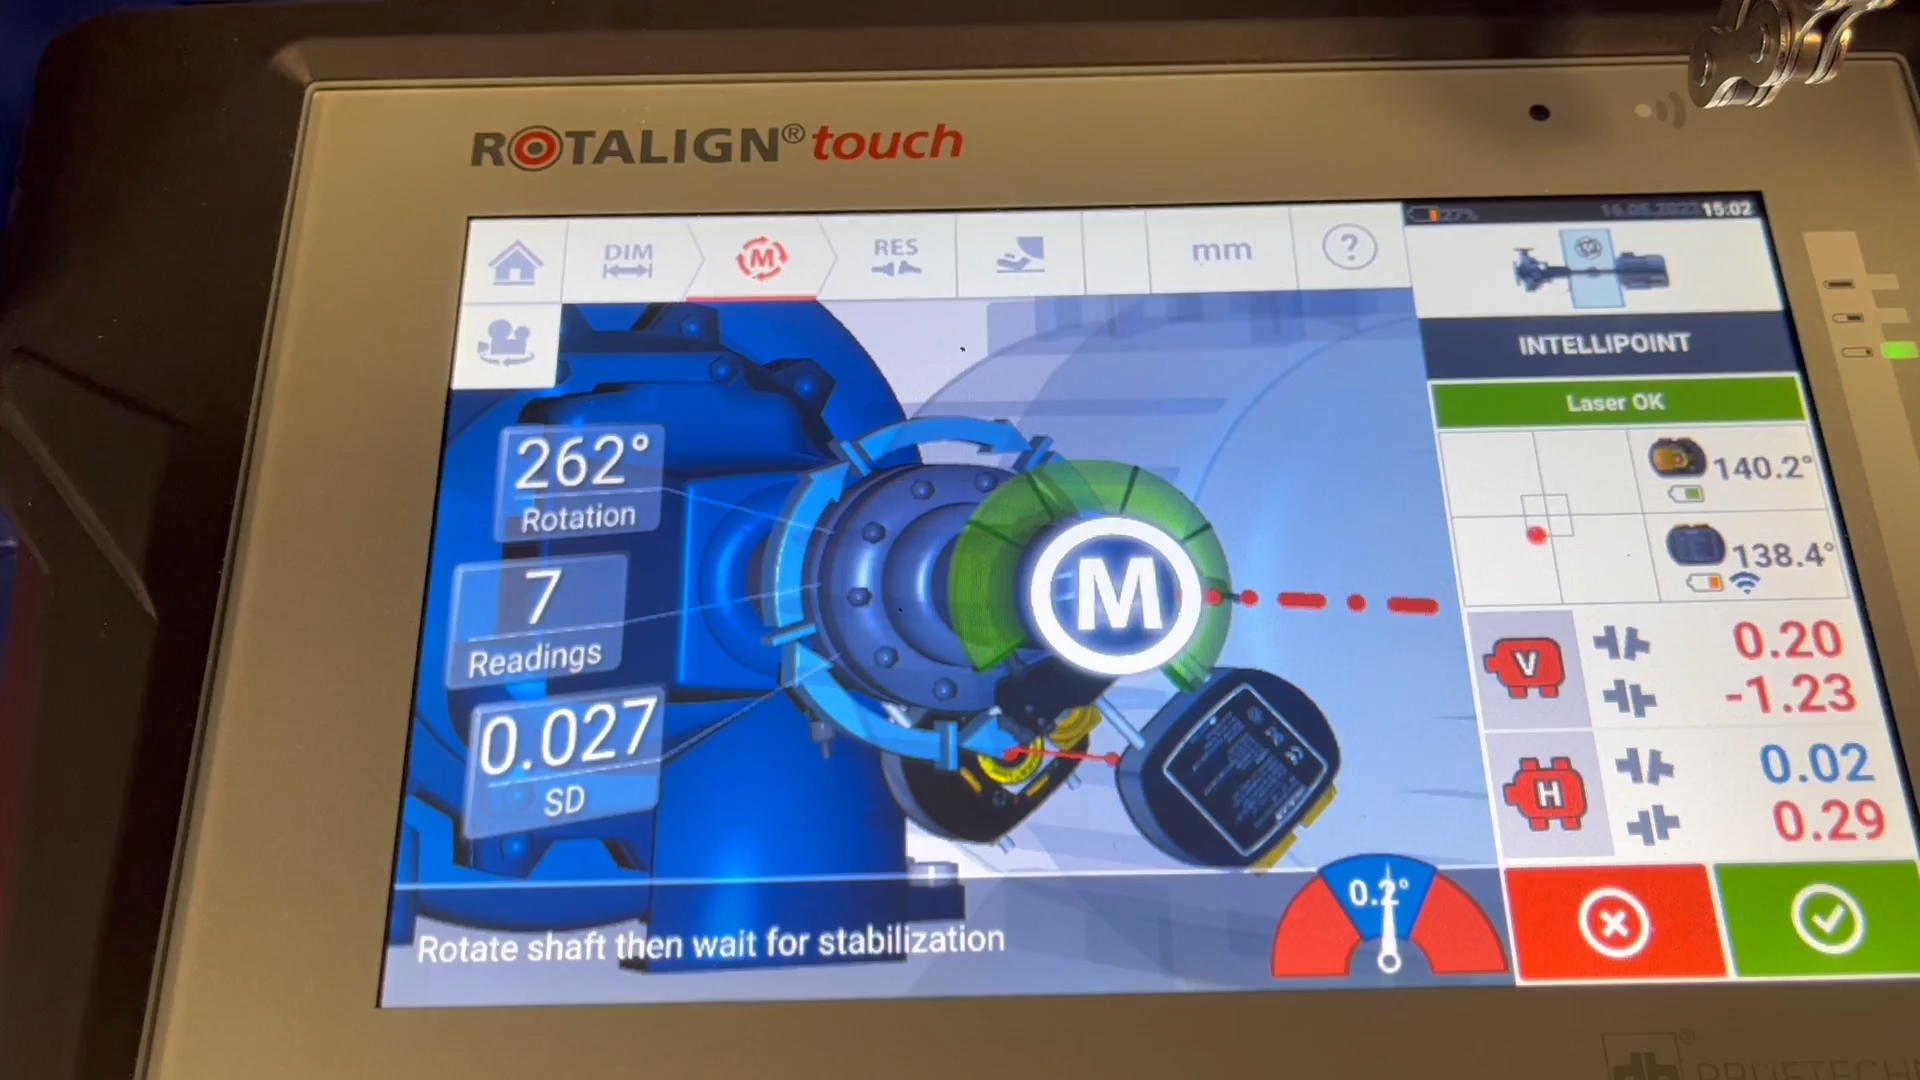 ROTALIGN® touch
27%
15:02
DIM
M
RES
mm
?
INTELLIPOINT
Laser OK
262°
Rotation
140.2°
138.4°
7
Readings
M
V
0.20
-1.23
0.027
SD
H
0.02
0.29
0.2°
Rotate shaft then wait for stabilization